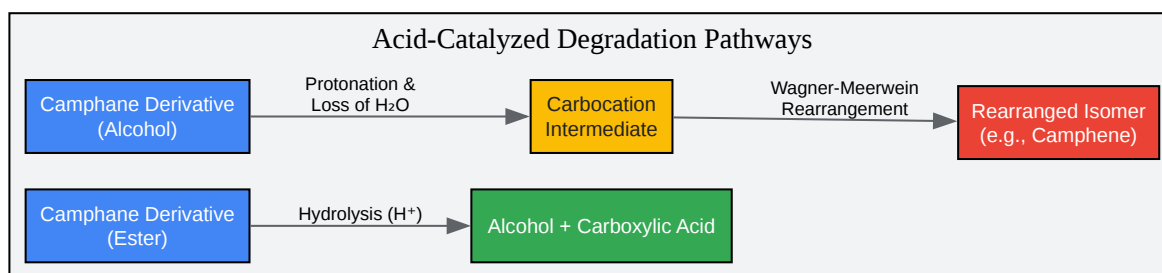 Acid-Catalyzed Degradation Pathways
Camphane Derivative
(Alcohol)
Protonation &
Loss of H₂O
Carbocation
Intermediate
Wagner-Meerwein
Rearrangement
Rearranged Isomer
(e.g., Camphene)
Camphane Derivative
(Ester)
Hydrolysis (H⁺)
Alcohol + Carboxylic Acid